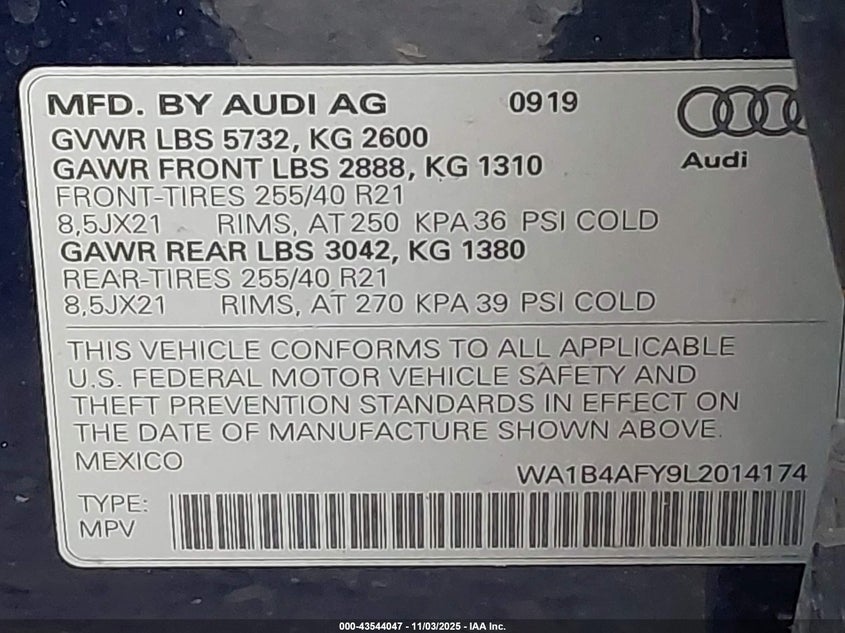 MFD. BY AUDI AG 0919
Audi
GVWR LBS 5732, KG 2600
GAWR FRONT LBS 2888, KG 1310
FRONT-TIRES 255/40 R21
8,5JX21 RIMS, AT 250 KPA 36 PSI COLD
GAWR REAR LBS 3042, KG 1380
REAR-TIRES 255/40 R21
8,5JX21 RIMS, AT 270 KPA 39 PSI COLD
THIS VEHICLE CONFORMS TO ALL APPLICABLE
U.S. FEDERAL MOTOR VEHICLE SAFETY AND
THEFT PREVENTION STANDARDS IN EFFECT ON
THE DATE OF MANUFACTURE SHOWN ABOVE.
MEXICO
WA1B4AFY9L2014174
TYPE:
MPV
000-43544047 - 11/03/2025 - IAA Inc.